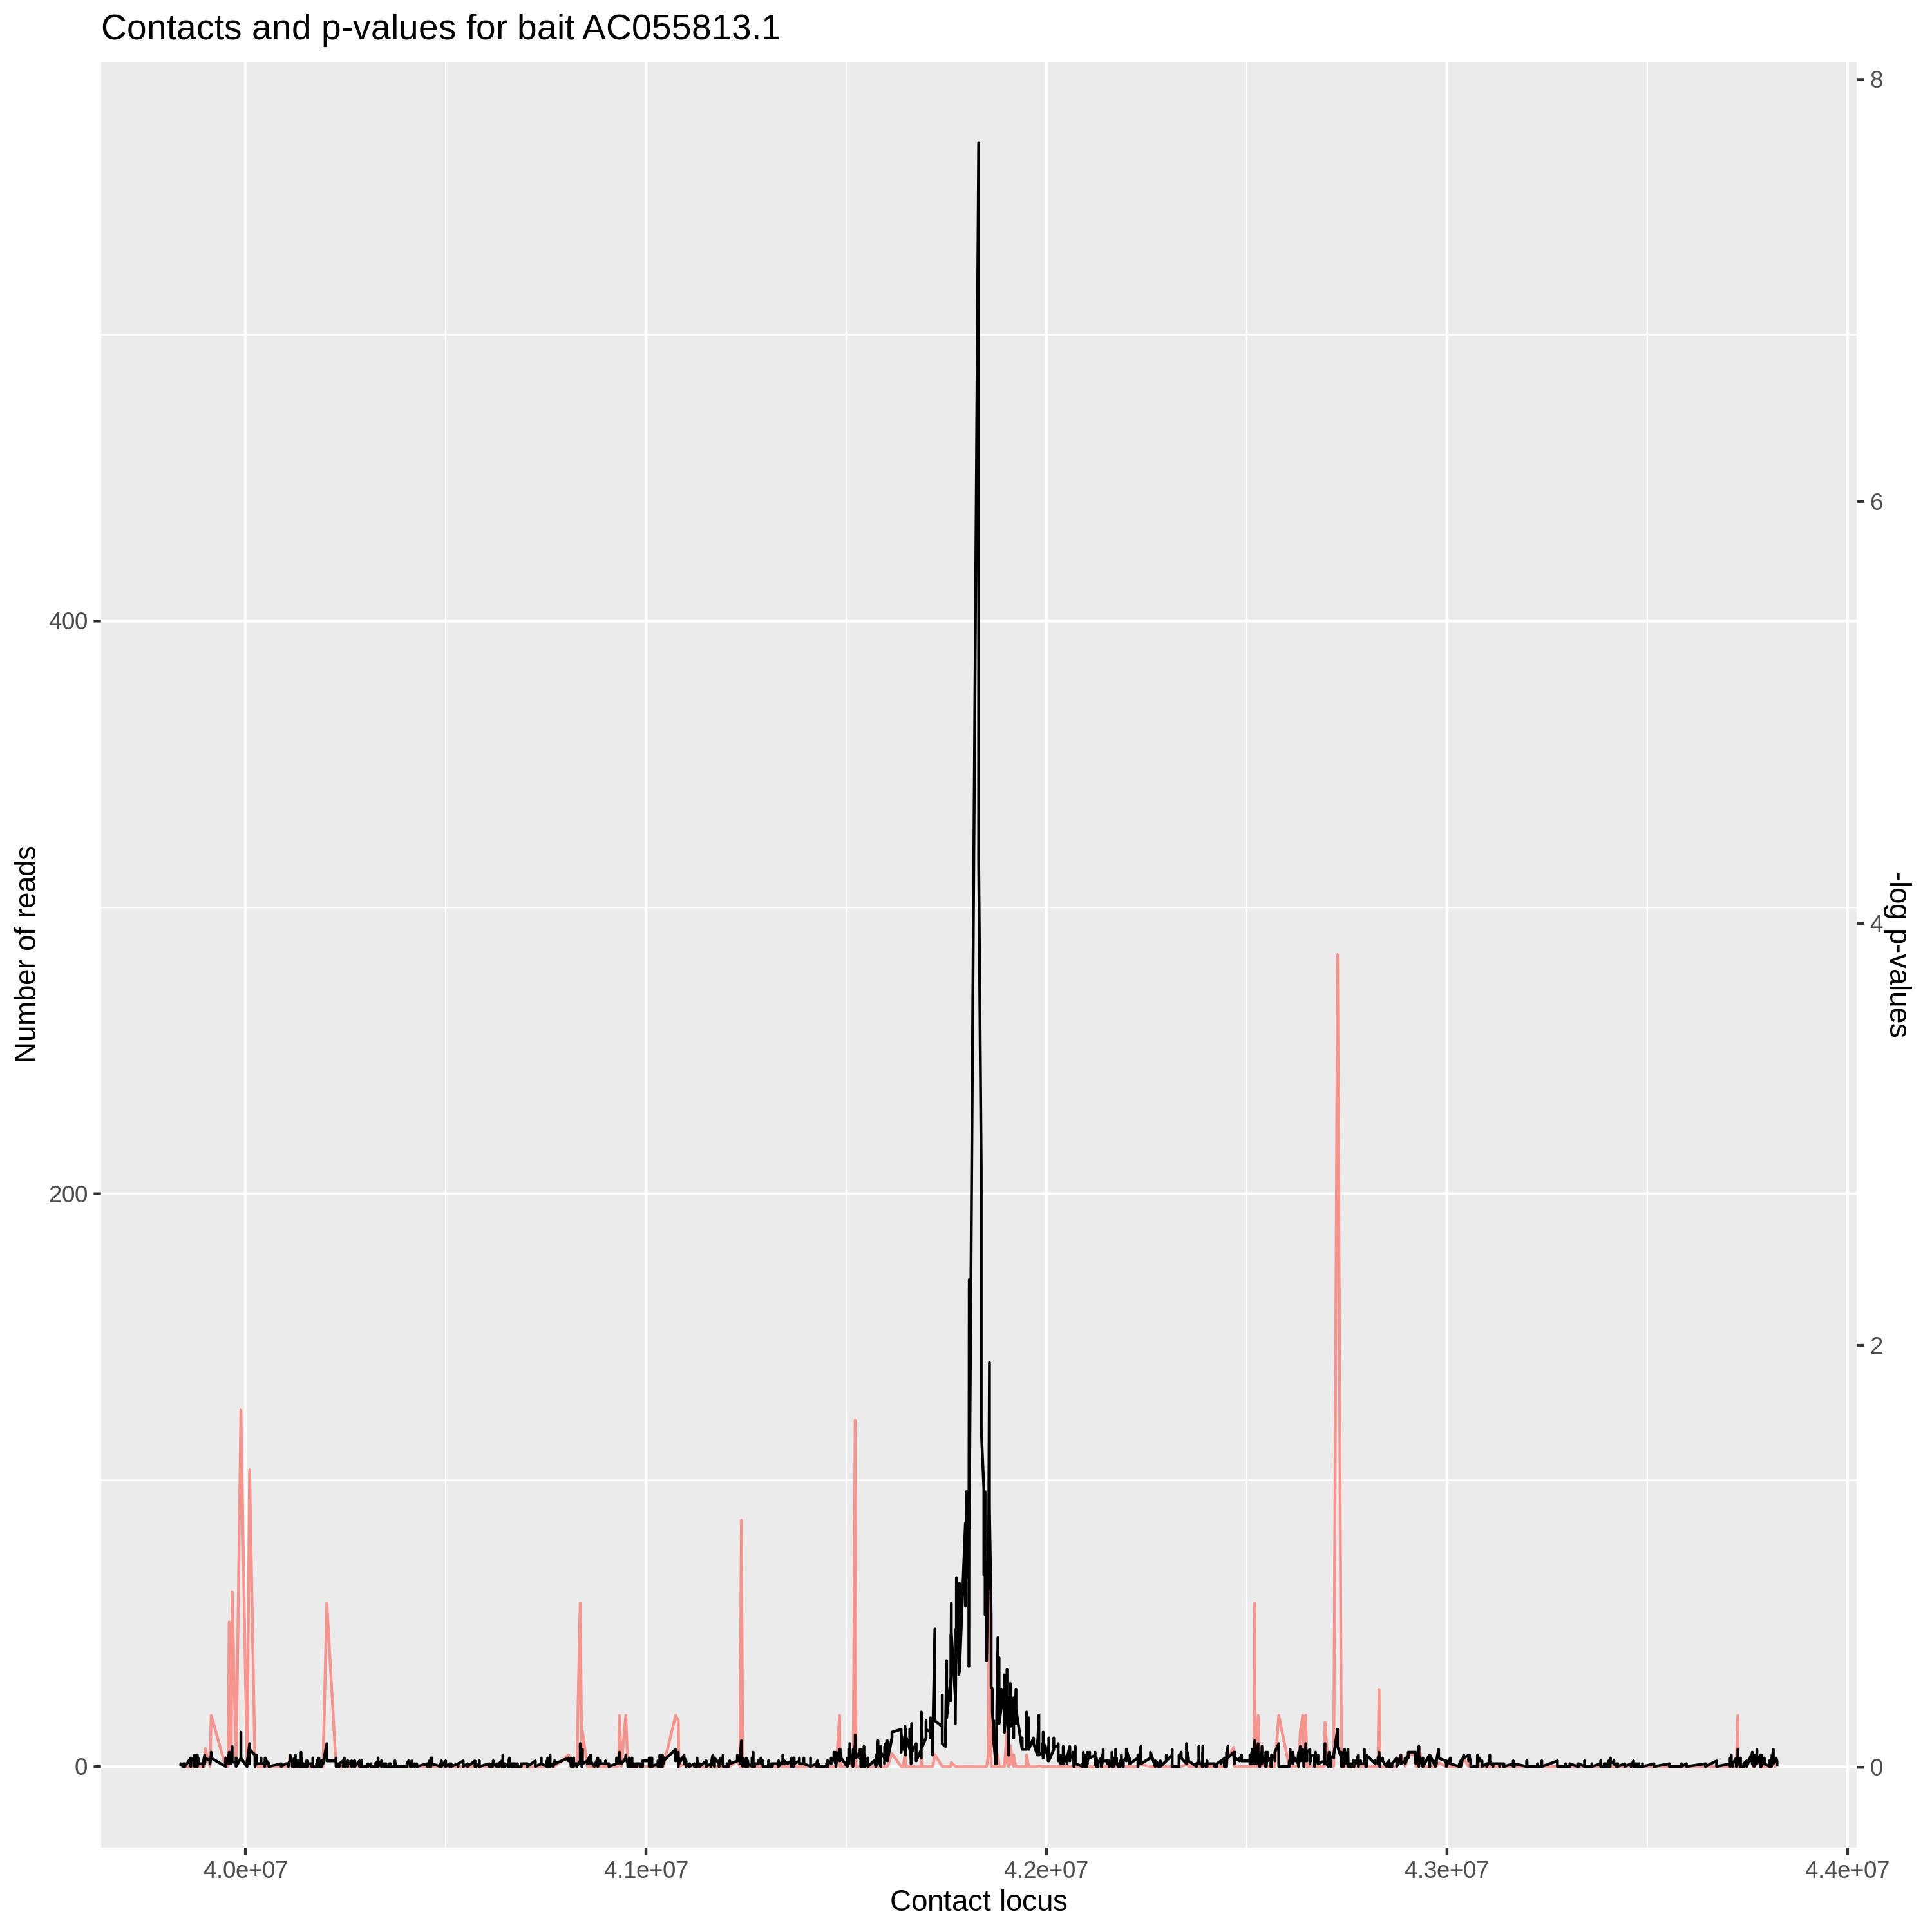 Contacts and p-values for bait AC055813.1
8
6
400
Number of reads
-log p-values
4
200
2
0
0
4.0e+07
4.1e+07
4.2e+07
4.3e+07
4.4e+07
Contact locus